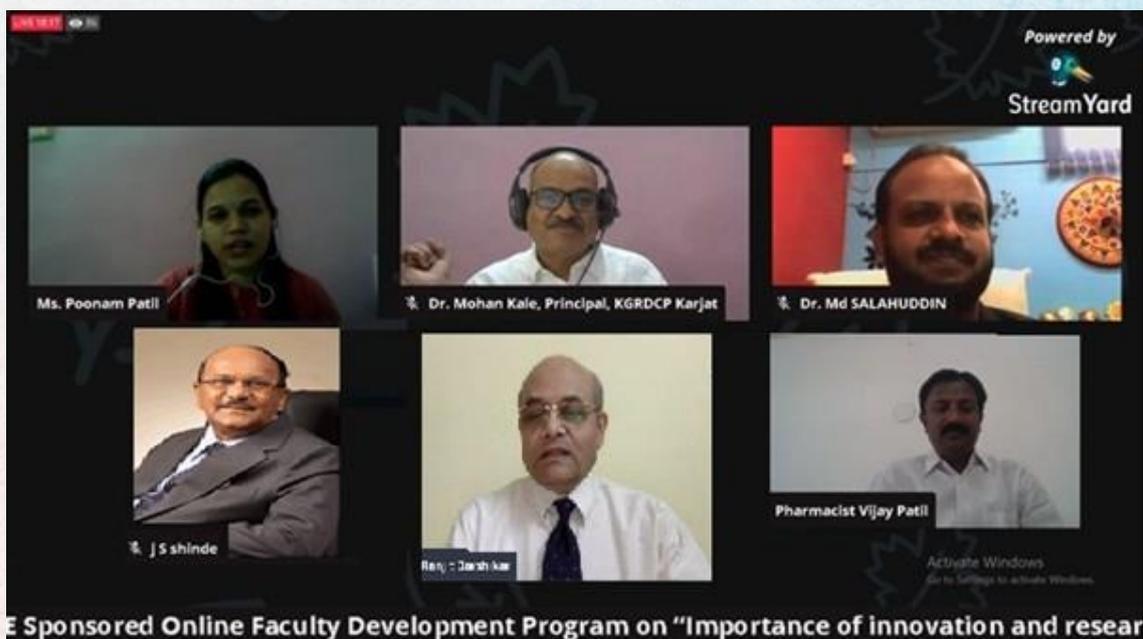 LIVE
Powered by
StreamYard
Ms. Poonam Patil
Dr. Mohan Kale, Principal, KGRDCP Karjat
Dr. Md SALAHUDDIN
J S shinde
Pharmacist Vijay Patil
Activate Windows
Go to Settings to activate Windows.
E Sponsored Online Faculty Development Program on “Importance of innovation and resear